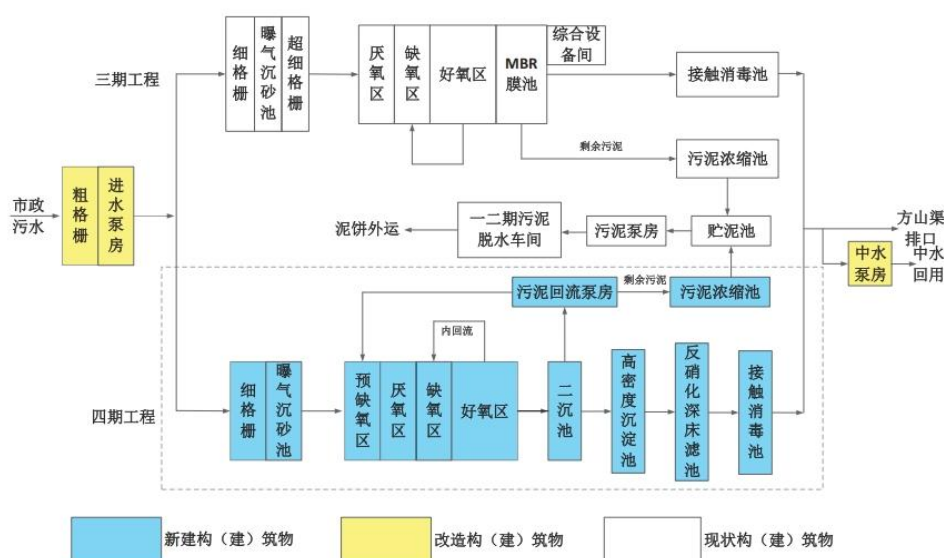 三期工程
细格栅
曝气沉砂池
超细格栅
厌氧区
缺氧区
好氧区
MBR
膜池
综合设
备间
接触消毒池
剩余污泥
污泥浓缩池
市政
污水
粗格栅
进水泵房
泥饼外运
一二期污泥
脱水车间
污泥泵房
贮泥池
方山渠
排口
中水
泵房
中水
回用
污泥回流泵房
剩余污泥
污泥浓缩池
内回流
四期工程
细格栅
曝气沉砂池
预缺氧区
厌氧区
缺氧区
好氧区
二沉池
高密度沉淀池
反硝化深床滤池
接触消毒池
新建构（建）筑物
改造构（建）筑物
现状构（建）筑物